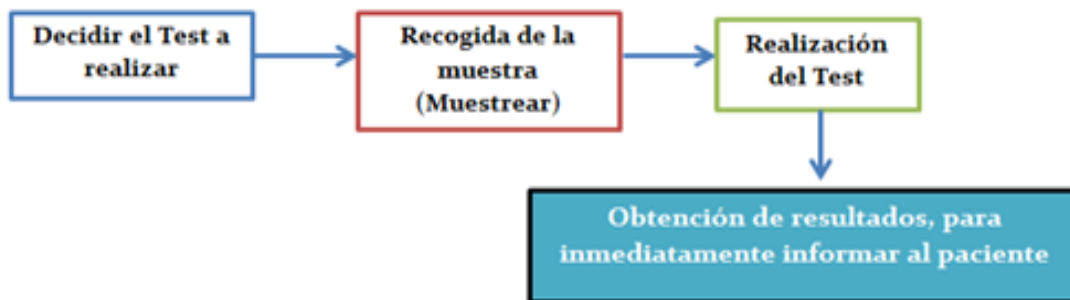 Decidir el Test a
realizar
Recogida de la
muestra
(Muestrear)
Realización
del Test
Obtención de resultados, para
inmediatamente informar al paciente